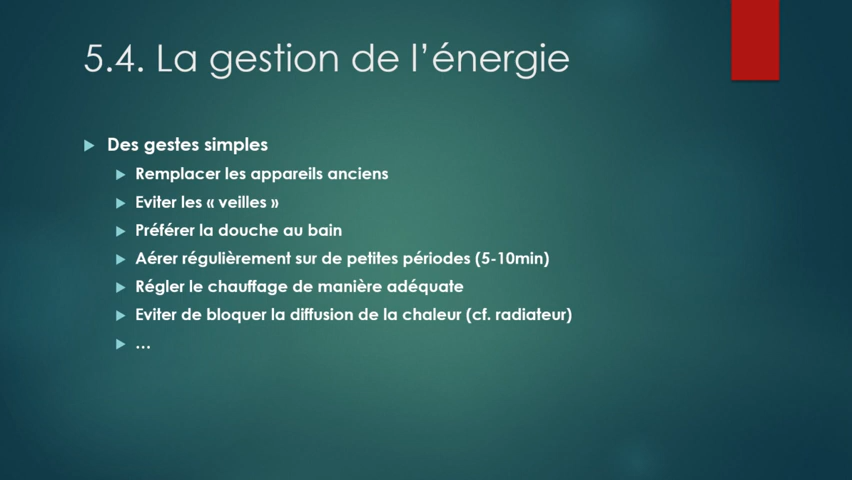 5.4. La gestion de l’énergie
Des gestes simples
Remplacer les appareils anciens
Eviter les « veilles »
Préférer la douche au bain
Aérer régulièrement sur de petites périodes (5-10min)
Régler le chauffage de manière adéquate
Eviter de bloquer la diffusion de la chaleur (cf. radiateur)
…